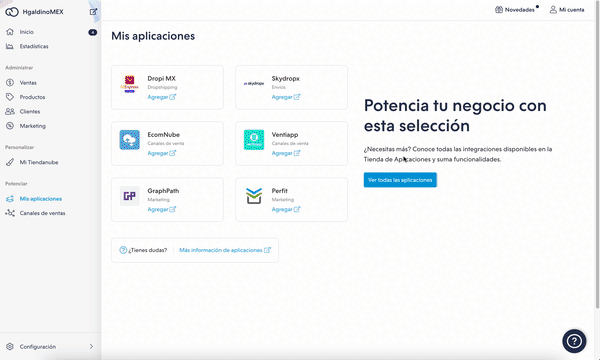 HgaldinoMEX
Novedades
Mi cuenta
Inicio
4
Estadísticas
Administrar
Ventas
Productos
Clientes
Marketing
Personalizar
Mi Tiendanube
Potenciar
Mis aplicaciones
Canales de ventas
Configuración
Mis aplicaciones
Dropi MX
Dropshipping
Agregar
skydropx
Skydropx
Envíos
Agregar
EcomNube
Canales de venta
Agregar
Ventiapp
Canales de venta
Agregar
GP
GraphPath
Marketing
Agregar
Perfit
Marketing
Agregar
¿Tienes dudas?
Más información de aplicaciones
Potencia tu negocio con
esta selección
¿Necesitas más? Conoce todas las integraciones disponibles en la
Tienda de Aplicaciones y suma funcionalidades.
Ver todas las aplicaciones
?